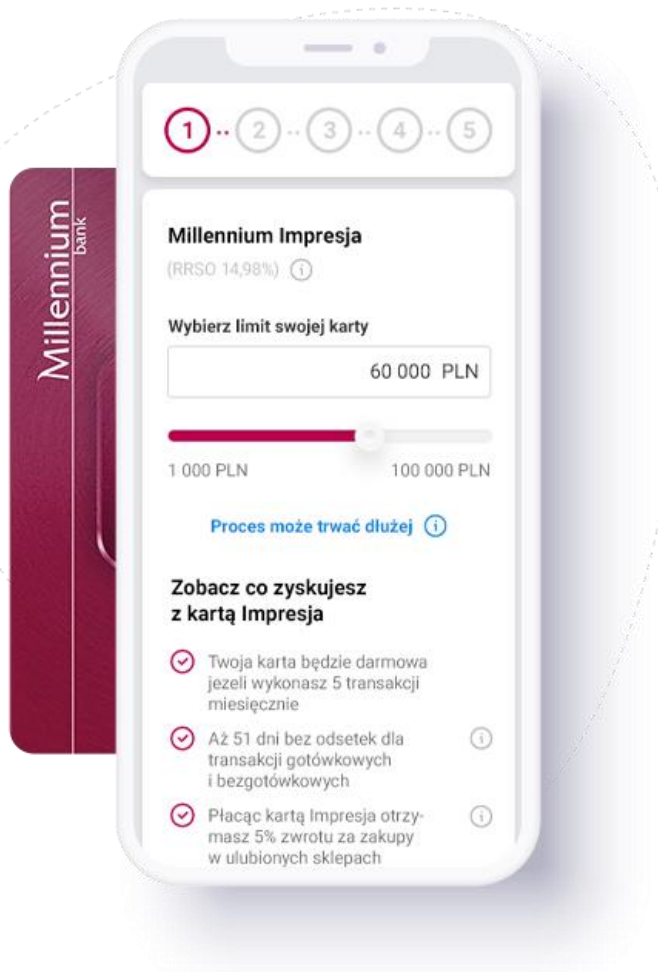 Millennium
bank
1 2 3 4 5
Millennium Impresja
(RRSO 14,98%) i
Wybierz limit swojej karty
60 000 PLN
1 000 PLN 100 000 PLN
Proces może trwać dłużej i
Zobacz co zyskujesz
z kartą Impresja
Twoja karta będzie darmowa
jezeli wykonasz 5 transakcji
miesięcznie
Aż 51 dni bez odsetek dla i
transakcji gotówkowych
i bezgotówkowych
Płacąc kartą Impresja otrzy- i
masz 5% zwrotu za zakupy
w ulubionych sklepach